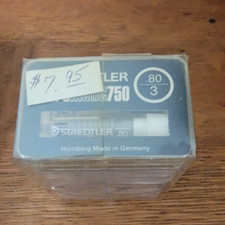 $7.95
TLER
.80
3
750
STAEDTLER
Nürnberg Made in Germany